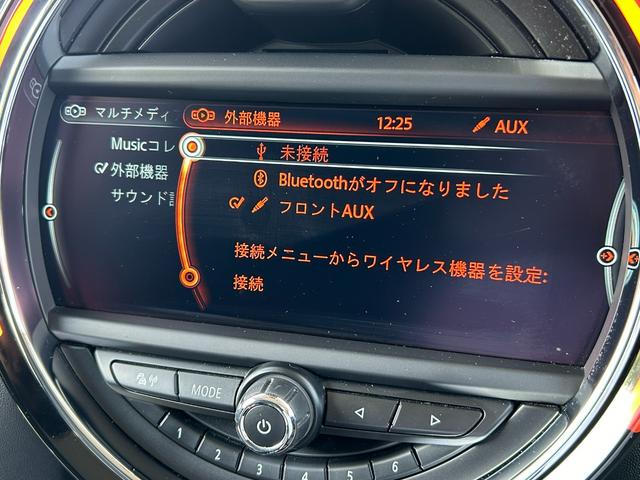 マルチメディ
外部機器
12:25
AUX
Musicコレ
外部機器
サウンド
未接続
Bluetoothがオフになりました
フロントAUX
接続メニューからワイヤレス機器を設定:
接続
MODE
1
2
3
4
5
6